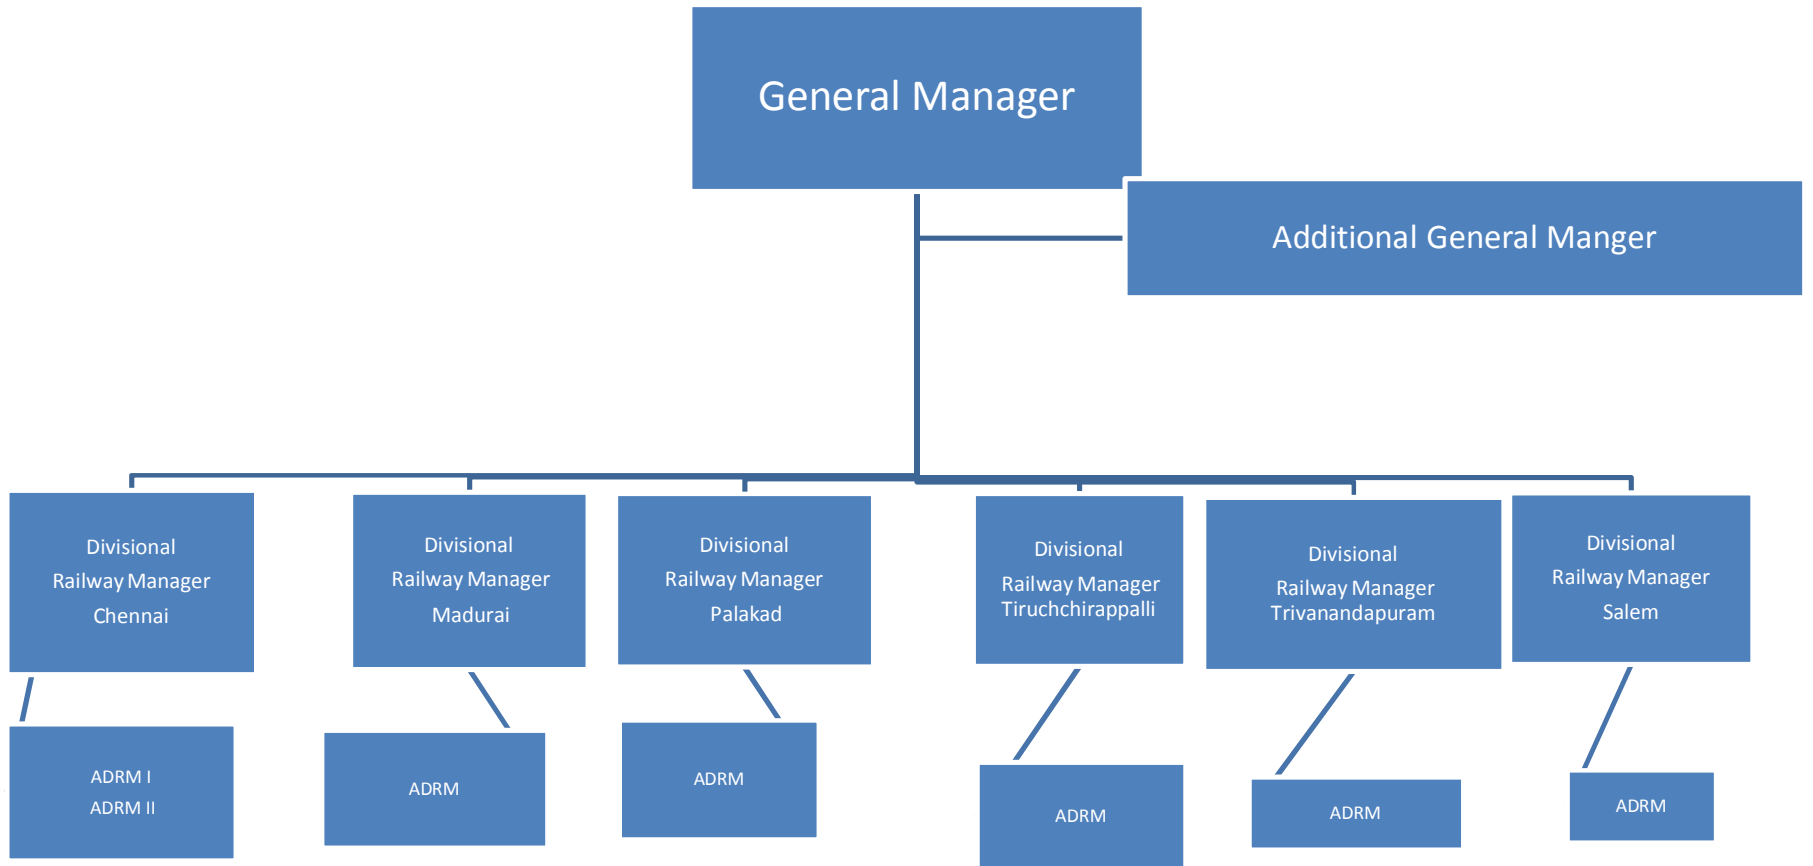 General Manager
Additional General Manger
Divisional
Railway Manager
Chennai
Divisional
Railway Manager
Madurai
Divisional
Railway Manager
Palakad
Divisional
Railway Manager
Tiruchchirappalli
Divisional
Railway Manager
Trivanandapuram
Divisional
Railway Manager
Salem
ADRM I
ADRM II
ADRM
ADRM
ADRM
ADRM
ADRM